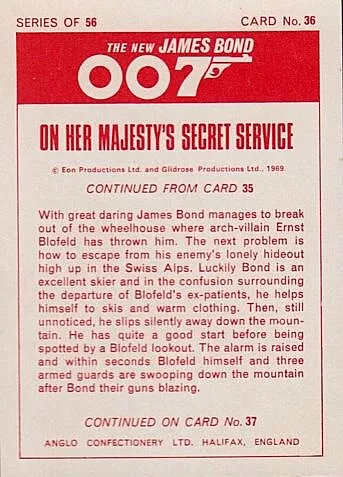 SERIES OF 56 CARD No. 36
THE NEW JAMES BOND
007
ON HER MAJESTY'S SECRET SERVICE
© Eon Productions Ltd. and Glidrose Productions Ltd., 1969
CONTINUED FROM CARD 35
With great daring James Bond manages to break
out of the wheelhouse where arch-villain Ernst
Blofeld has thrown him. The next problem is
how to escape from his enemy's lonely hideout
high up in the Swiss Alps. Luckily Bond is an
excellent skier and in the confusion surrounding
the departure of Blofeld's ex-patients, he helps
himself to skis and warm clothing. Then, still
unnoticed, he slips silently away down the moun-
tain. He has quite a good start before being
spotted by a Blofeld lookout. The alarm is raised
and within seconds Blofeld himself and three
armed guards are swooping down the mountain
after Bond their guns blazing.
CONTINUED ON CARD No. 37
ANGLO CONFECTIONERY LTD. HALIFAX, ENGLAND